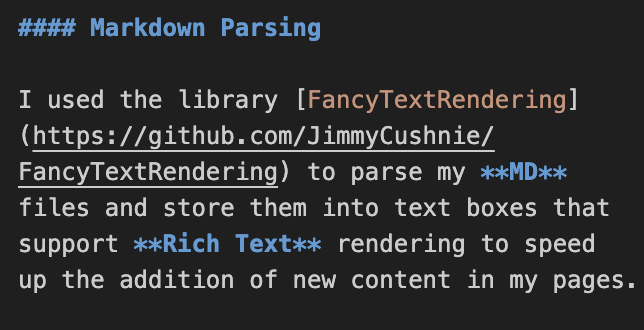 #### Markdown Parsing
I used the library [FancyTextRendering]
(https://github.com/JimmyCushnie/
FancyTextRendering) to parse my **MD**
files and store them into text boxes that
support **Rich Text** rendering to speed
up the addition of new content in my pages.